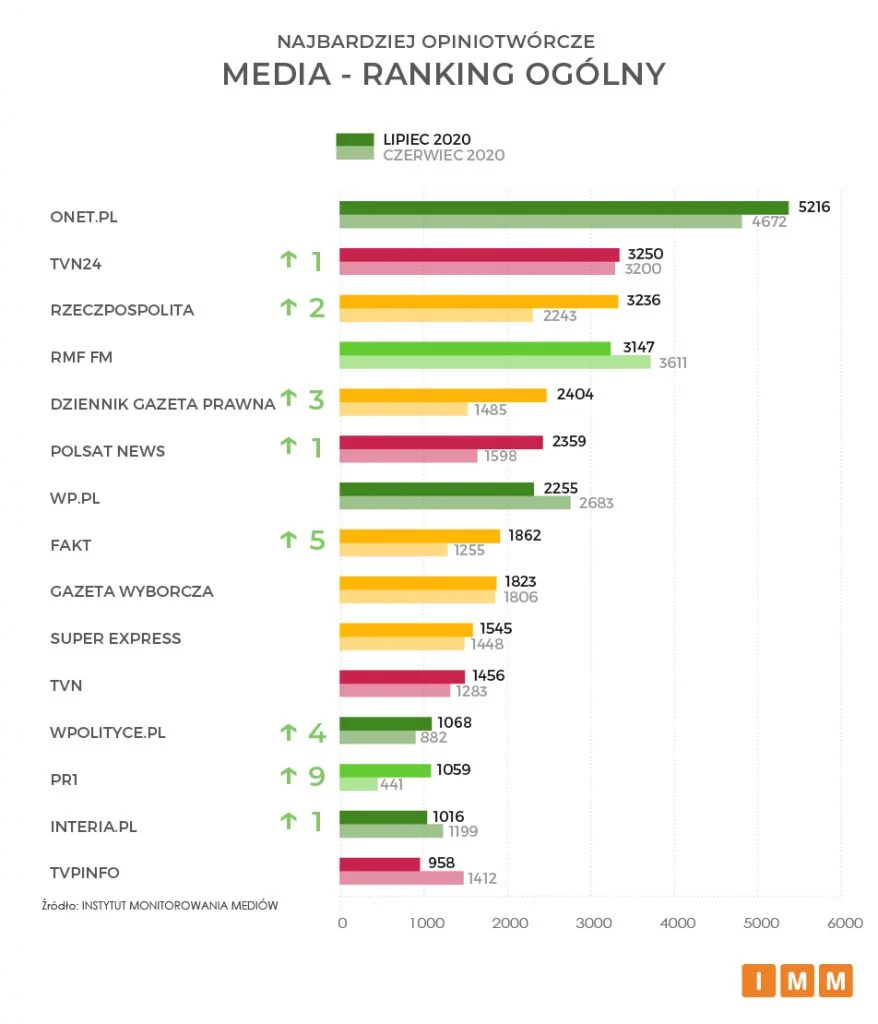 NAJBARDZIEJ OPINIOTWÓRCZE
MEDIA - RANKING OGÓLNY
LIPIEC 2020
CZERWIEC 2020
ONET.PL 5216
4672
TVN24 ↑ 1 3250
3200
RZECZPOSPOLITA ↑ 2 3236
2243
RMF FM 3147
3611
DZIENNIK GAZETA PRAWNA ↑ 3 2404
1485
POLSAT NEWS ↑ 1 2359
1598
WP.PL 2255
2683
FAKT ↑ 5 1862
1255
GAZETA WYBORCZA 1823
1806
SUPER EXPRESS 1545
1448
TVN 1456
1283
WPOLITYCE.PL ↑ 4 1068
882
PR1 ↑ 9 1059
441
INTERIA.PL ↑ 1 1016
1199
TVPINFO 958
1412
Źródło: INSTYTUT MONITOROWANIA MEDIÓW
0 1000 2000 3000 4000 5000 6000
IMM